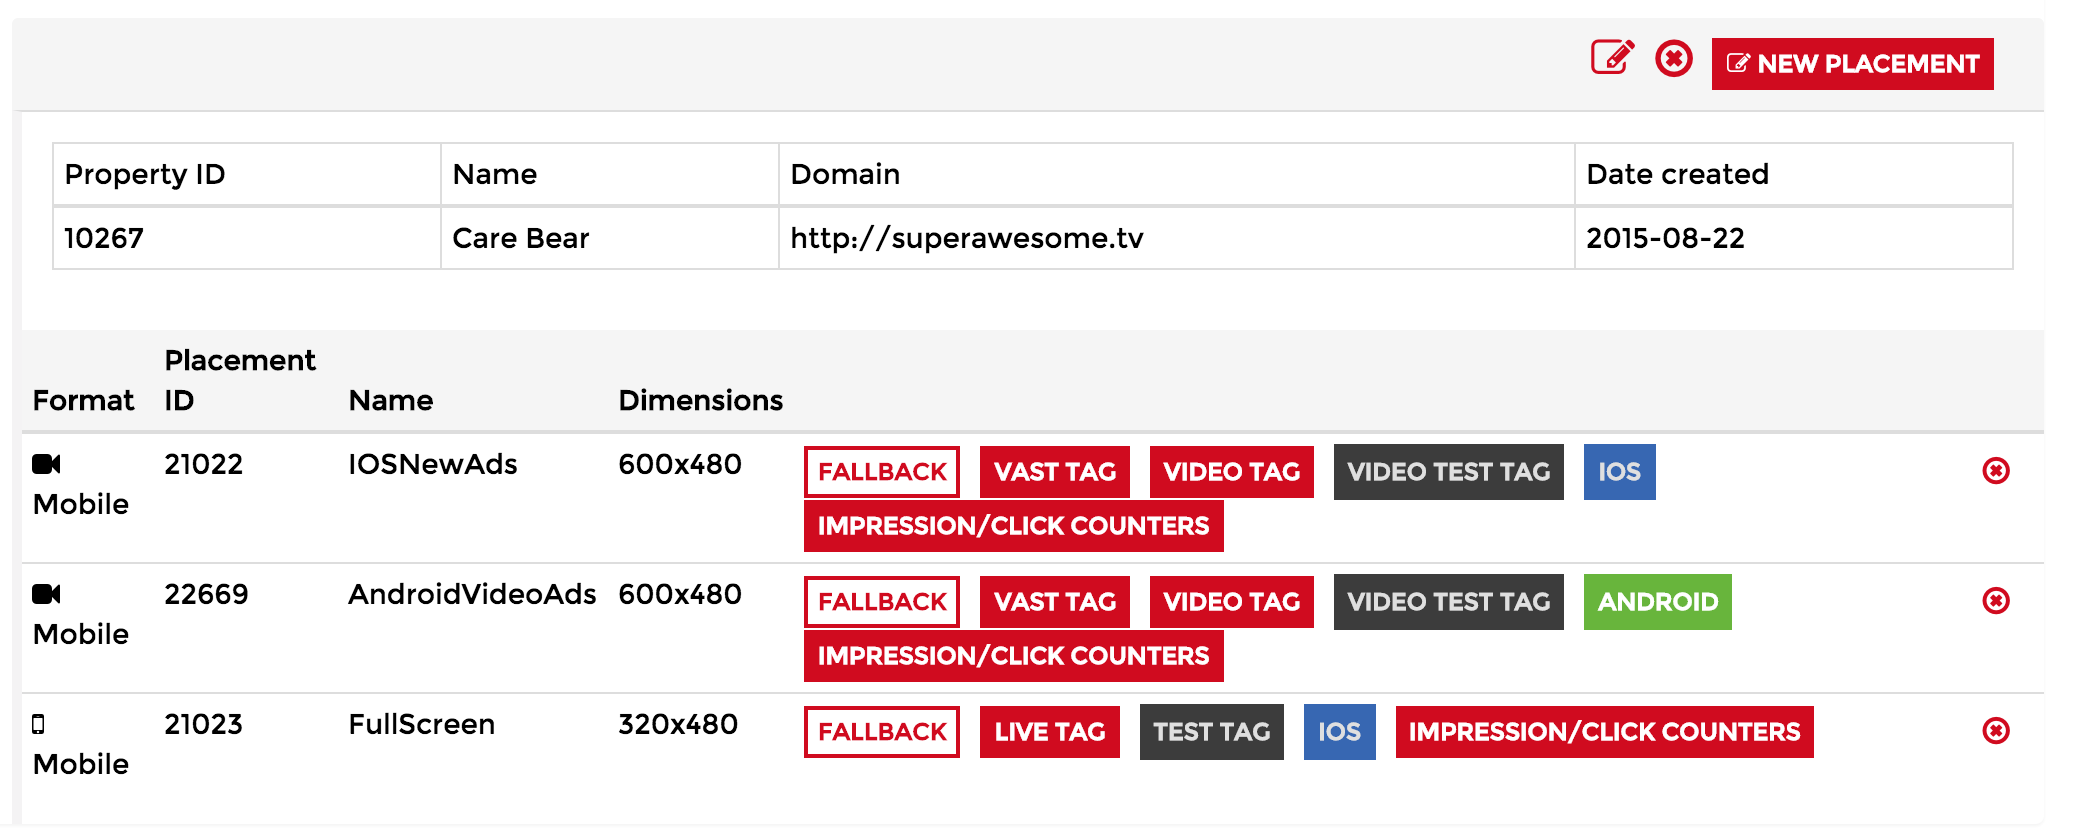 NEW PLACEMENT
Property ID Name Domain Date created
10267 Care Bear http://superawesome.tv 2015-08-22
Placement
Format ID Name Dimensions
21022 IOSNewAds 600x480 FALLBACK VAST TAG VIDEO TAG VIDEO TEST TAG IOS
Mobile
IMPRESSION/CLICK COUNTERS
22669 AndroidVideoAds 600x480 FALLBACK VAST TAG VIDEO TAG VIDEO TEST TAG ANDROID
Mobile
IMPRESSION/CLICK COUNTERS
21023 FullScreen 320x480 FALLBACK LIVE TAG TEST TAG IOS IMPRESSION/CLICK COUNTERS
Mobile